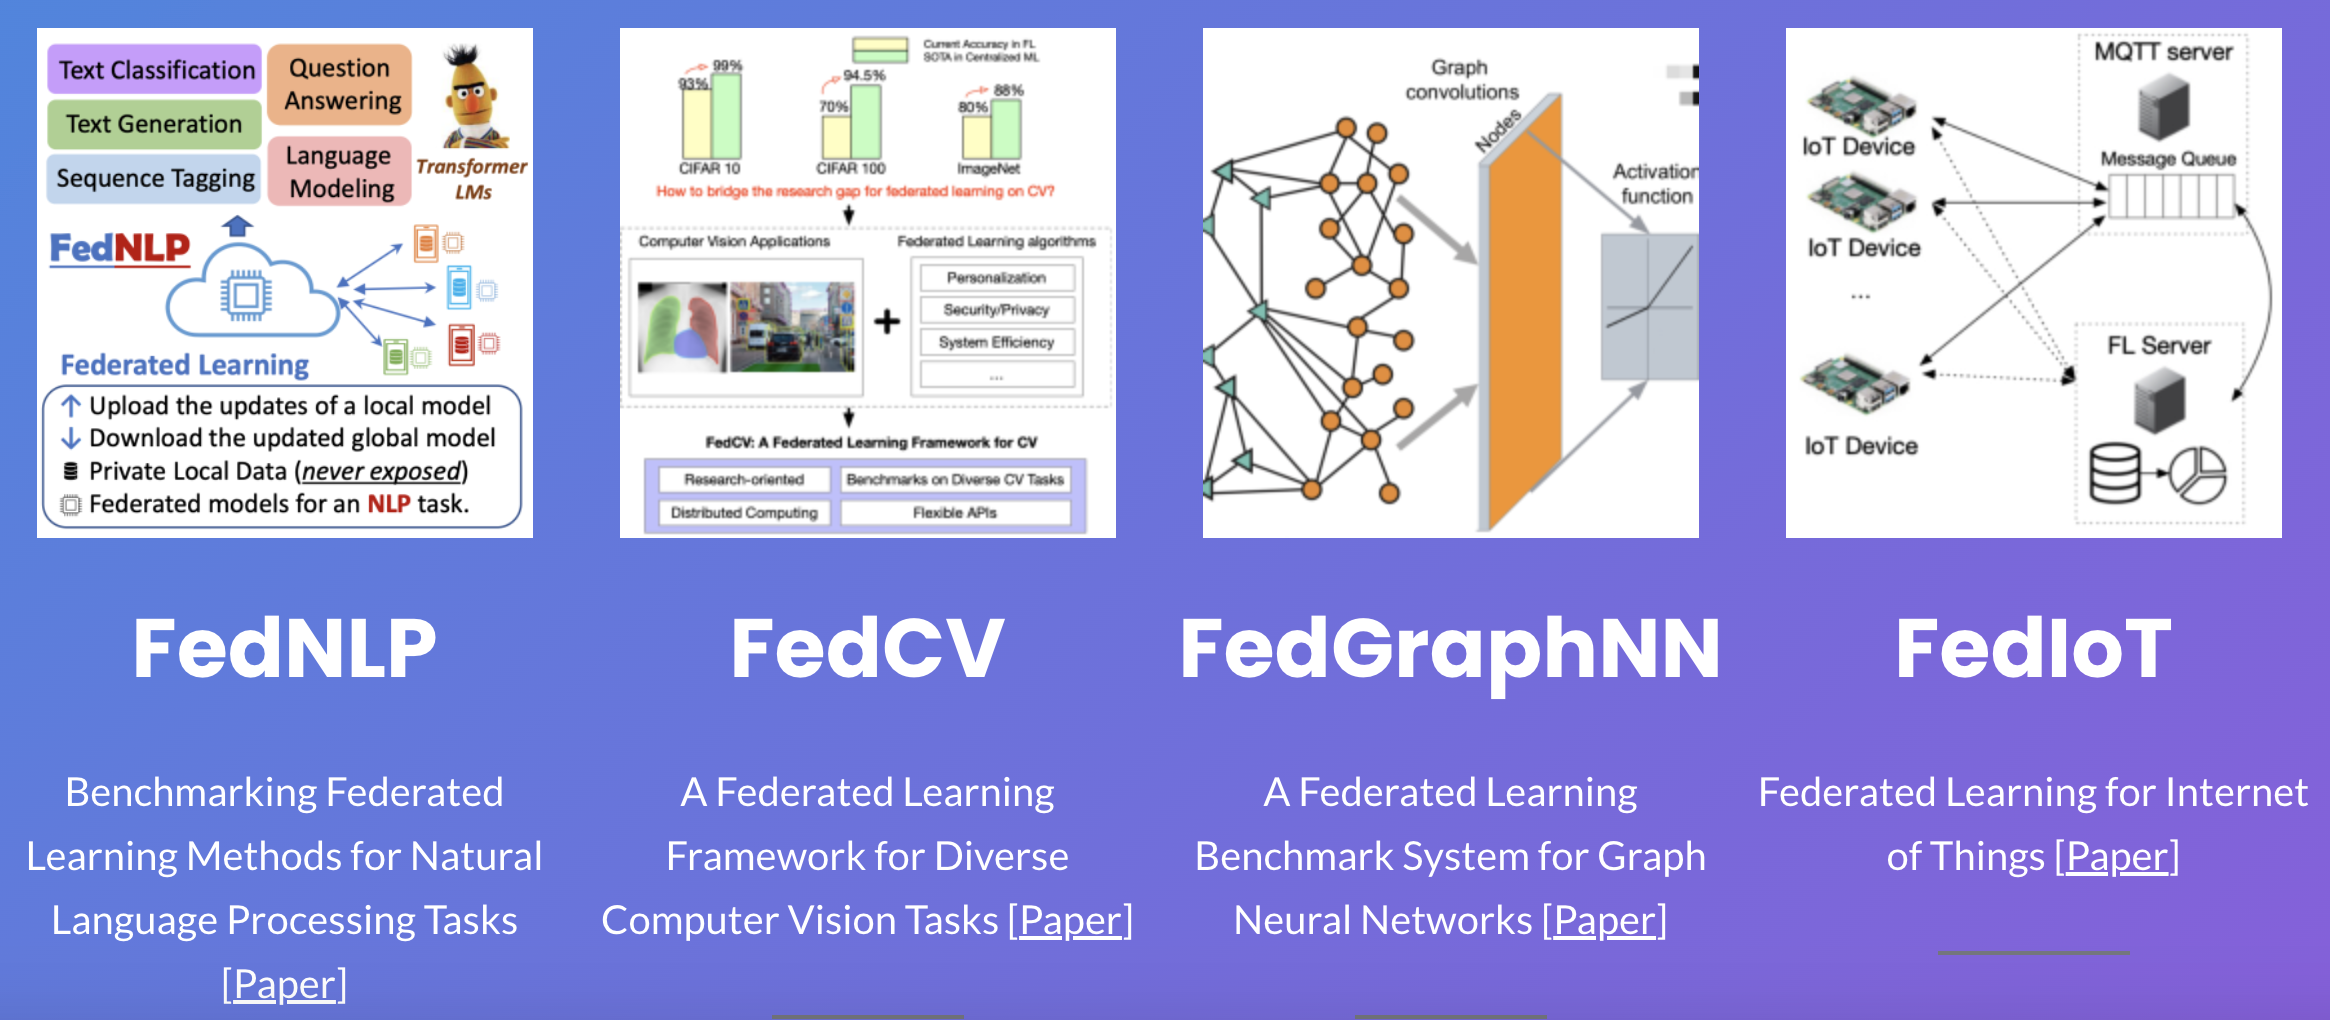 Text Classification
Question
Answering
Text Generation
Language
Modeling
Sequence Tagging
Transformer
LMs
FedNLP
Federated Learning
Upload the updates of a local model
Download the updated global model
Private Local Data (never exposed)
Federated models for an NLP task.
Current Accuracy in FL
SOTA in Centralized ML
93%
99%
70%
94.5%
80%
88%
CIFAR 10
CIFAR 100
ImageNet
How to bridge the research gap for federated learning on CV?
Computer Vision Applications
Federated Learning algorithms
Personalization
Security/Privacy
System Efficiency
...
+
FedCV: A Federated Learning Framework for CV
Research-oriented
Benchmarks on Diverse CV Tasks
Distributed Computing
Flexible APIs
Graph
convolutions
Nodes
Activation
function
MQTT server
IoT Device
Message Queue
IoT Device
...
FL Server
IoT Device
FedNLP
Benchmarking Federated
Learning Methods for Natural
Language Processing Tasks
[Paper]
FedCV
A Federated Learning
Framework for Diverse
Computer Vision Tasks [Paper]
FedGraphNN
A Federated Learning
Benchmark System for Graph
Neural Networks [Paper]
FedIoT
Federated Learning for Internet
of Things [Paper]